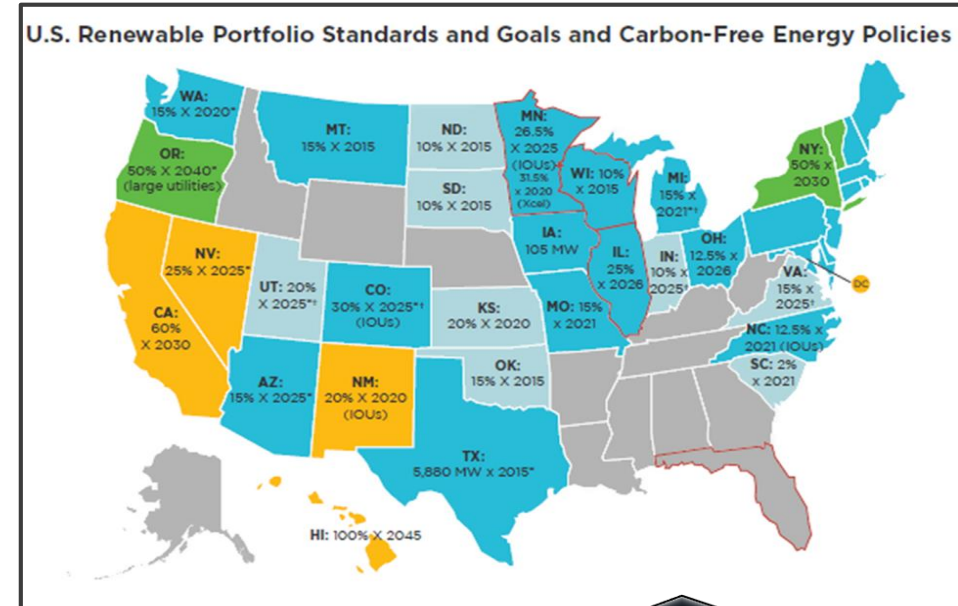 U.S. Renewable Portfolio Standards and Goals and Carbon-Free Energy Policies
WA:
15% X 2020*
OR:
50% X 2040*
(large utilities)
CA:
60%
X 2030
NV:
25% X 2025*
MT:
15% X 2015
UT: 20%
X 2025*†
AZ:
15% X 2025*
CO:
30% X 2025*†
(IOUs)
NM:
20% X 2020
(IOUs)
ND:
10% X 2015
SD:
10% X 2015
KS:
20% X 2020
OK:
15% X 2015
TX:
5,880 MW x 2015*
MN:
26.5%
X 2025
(IOUs)
31.5%
x 2020
(Xcel)
IA:
105 MW
MO: 15%
x 2021
WI: 10%
x 2015
IL:
25%
x 2026
MI:
15% x
2021*†
IN:
10% x
2025†
OH:
12.5% x
2026
NY:
50% x
2030
DC
VA:
15% x
2025†
NC: 12.5% x
2021 (IOUs)
SC: 2%
x 2021
HI: 100% X 2045